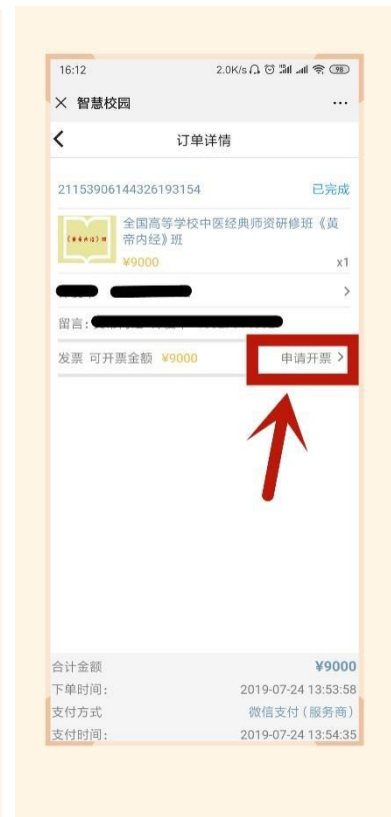 16:12 2.0K/s 98
智慧校园 ...
订单详情
21153906144326193154 已完成
全国高等学校中医经典师资研修班《黄
帝内经》班
¥9000 x1
留言:
发票 可开票金额 ¥9000 申请开票
合计金额 ¥9000
下单时间: 2019-07-24 13:53:58
支付方式 微信支付(服务商)
支付时间: 2019-07-24 13:54:35